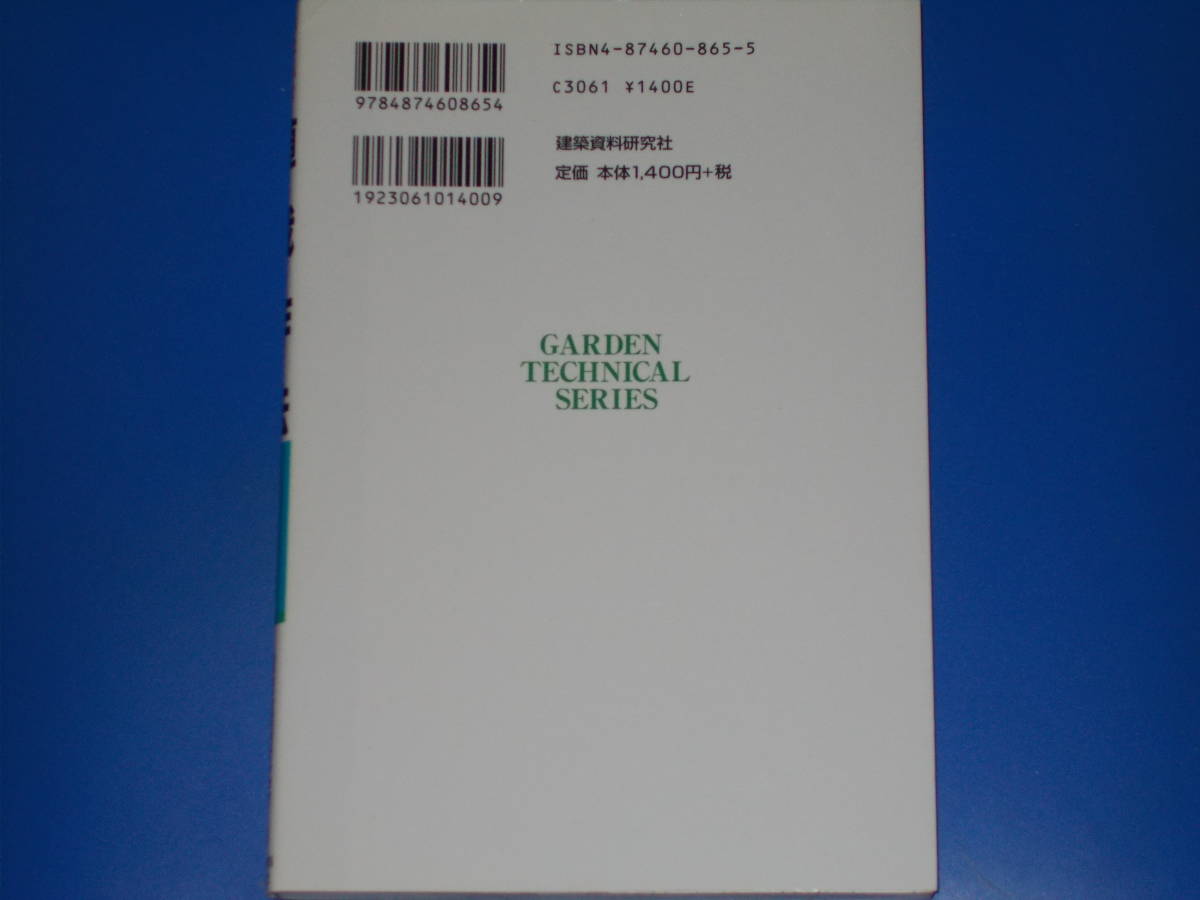 ISBN4-87460-865-5
9784874608654
C3061 ¥1400E
建築資料研究社
定価 本体1,400円+税
1923061014009
GARDEN
TECHNICAL
SERIES